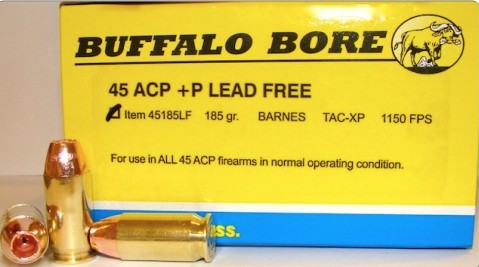 BUFFALO BORE
45 ACP +P LEAD FREE
Item 45185LF 185 gr. BARNES TAC-XP 1150 FPS
For use in ALL 45 ACP firearms in normal operating condition.